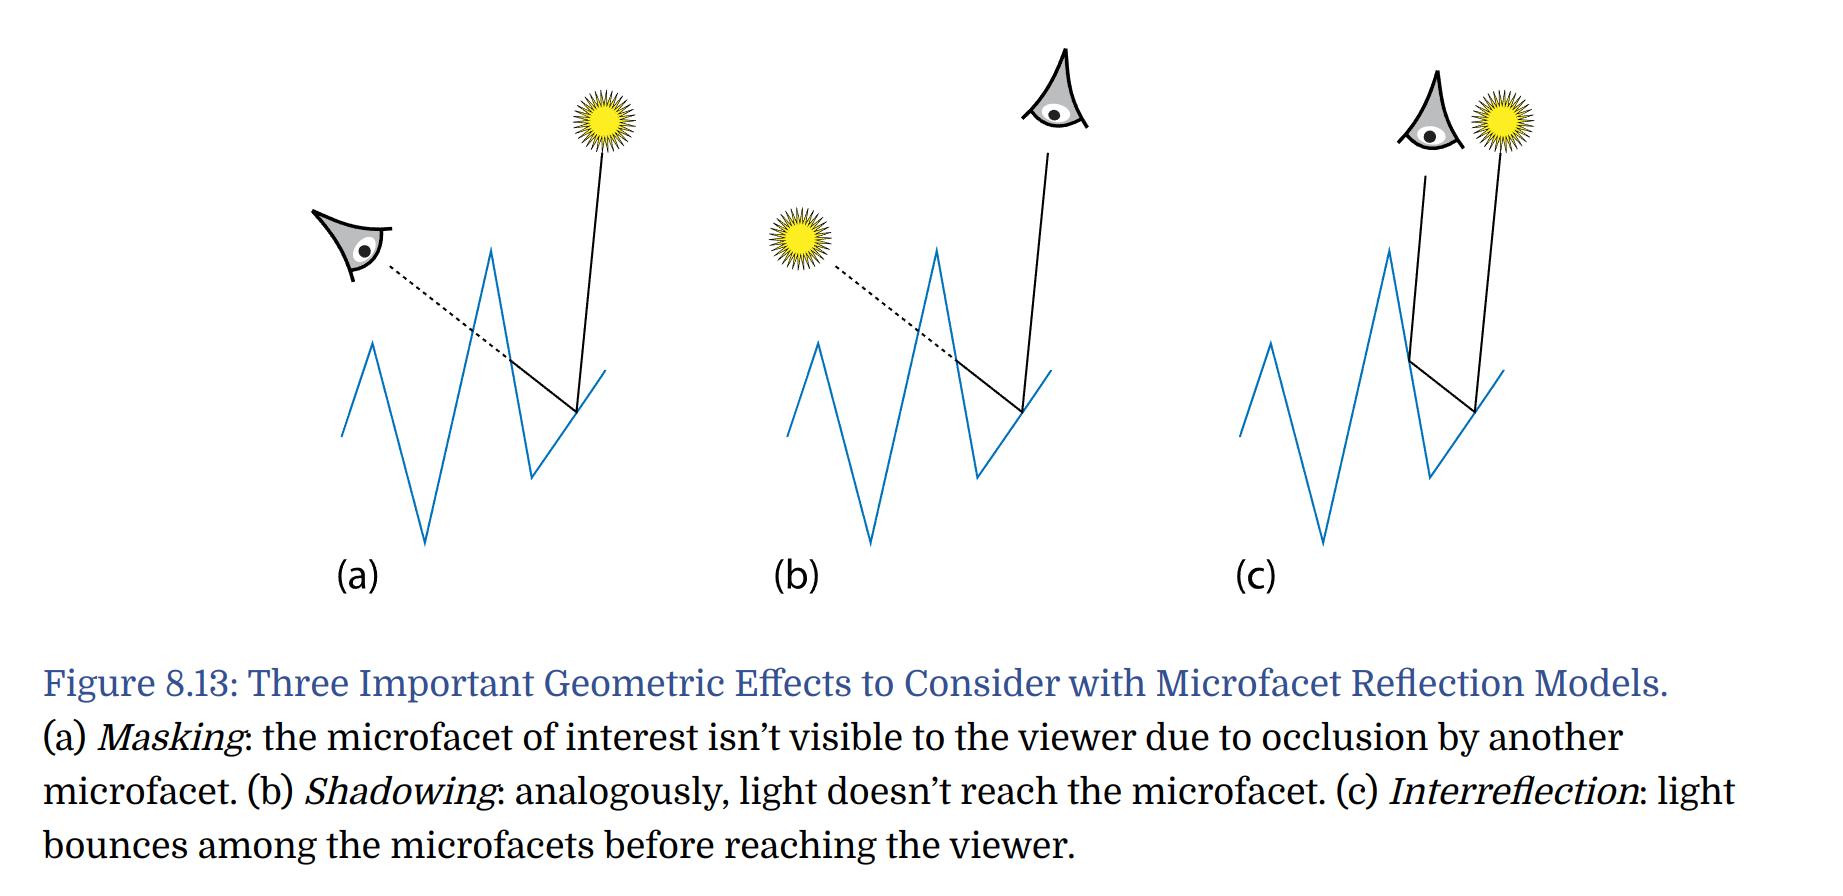 (a)
(b)
(c)
Figure 8.13: Three Important Geometric Effects to Consider with Microfacet Reflection Models.
(a) Masking: the microfacet of interest isn’t visible to the viewer due to occlusion by another
microfacet. (b) Shadowing: analogously, light doesn’t reach the microfacet. (c) Interreflection: light
bounces among the microfacets before reaching the viewer.